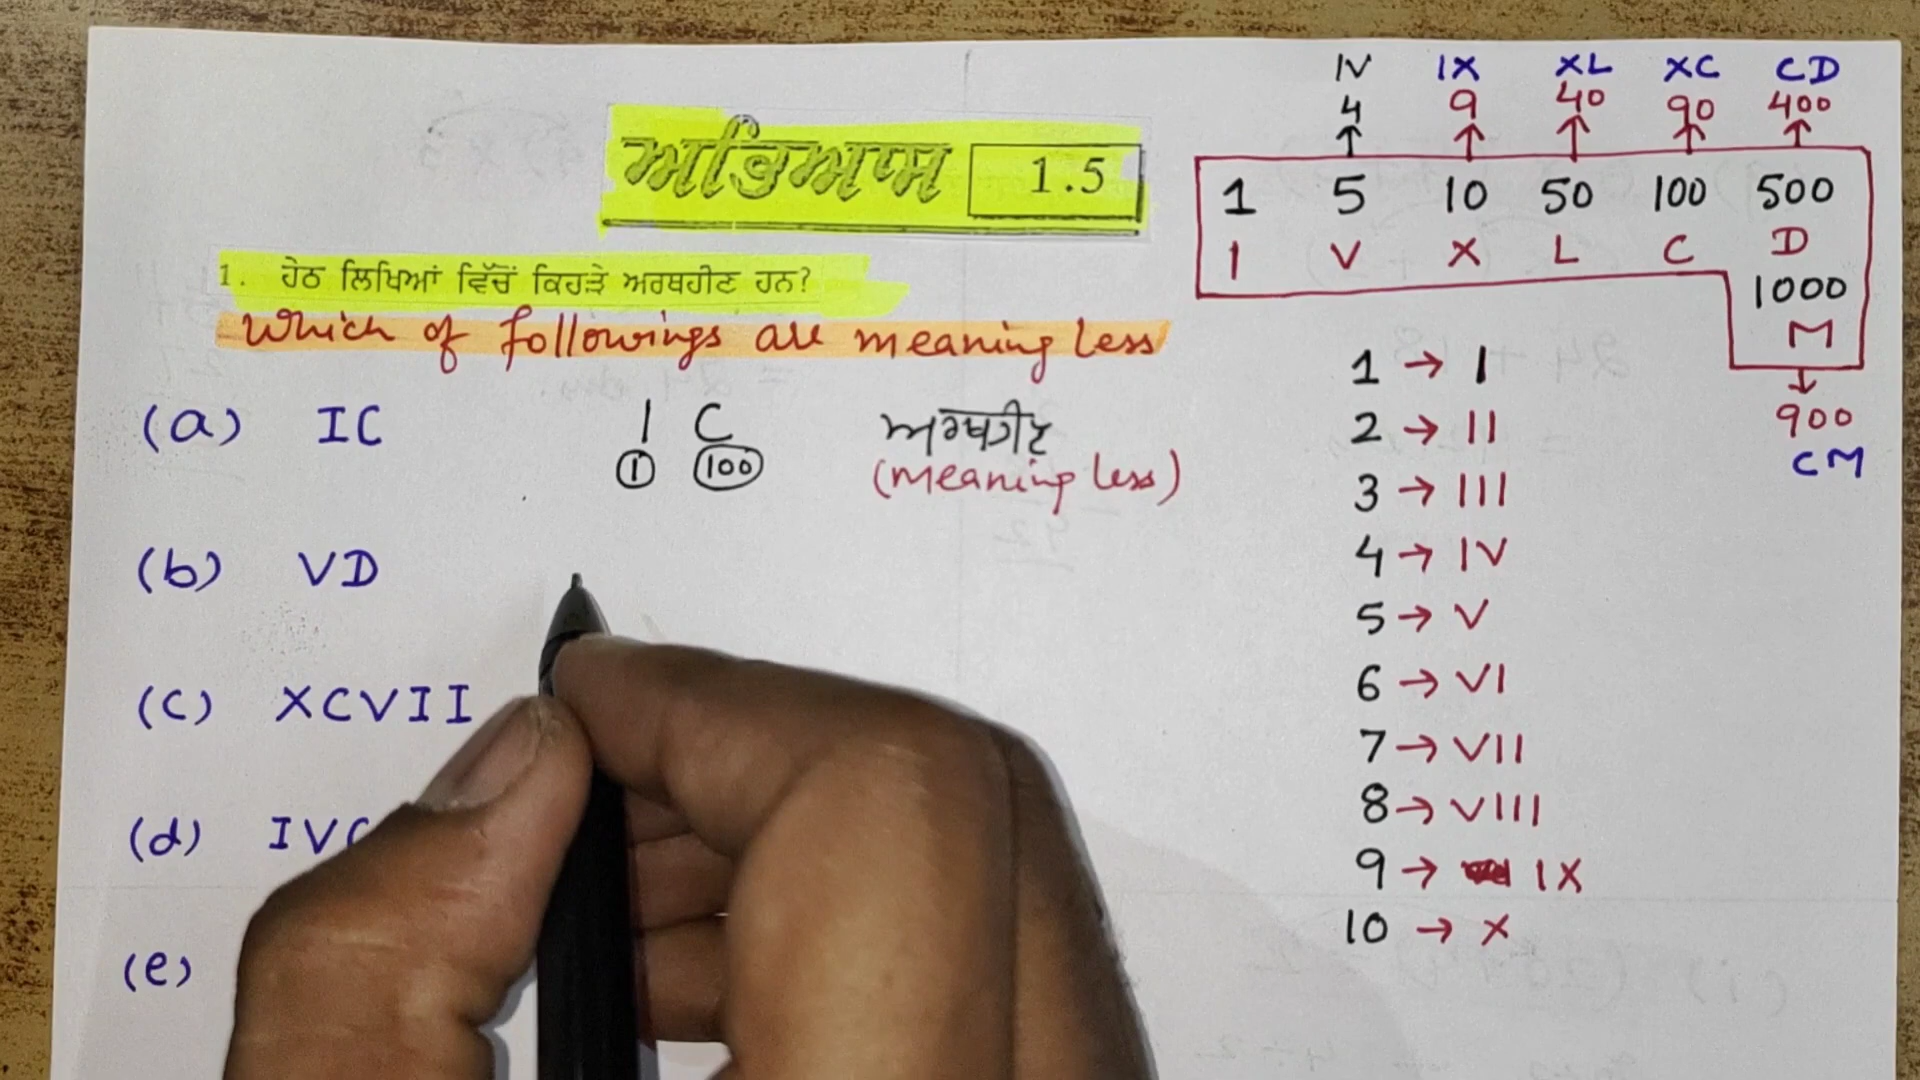 ਅਭਿਆਸ 1.5
1. ਹੇਠ ਲਿਖਿਆਂ ਵਿੱਚੋਂ ਕਿਹੜੇ ਅਰਥਹੀਣ ਹਨ?
Which of followings are meaning less
(a) IC
I C
1 100
ਅਰਥਹੀਣ
(meaning less)
(b) VD
(c) XCVII
(d) IVC
(e)
IV IX XL XC CD
4 9 40 90 400
1 5 10 50 100 500
I V X L C D
1000
M
900
CM
1 → I
2 → II
3 → III
4 → IV
5 → V
6 → VI
7 → VII
8 → VIII
9 → IX
10 → X